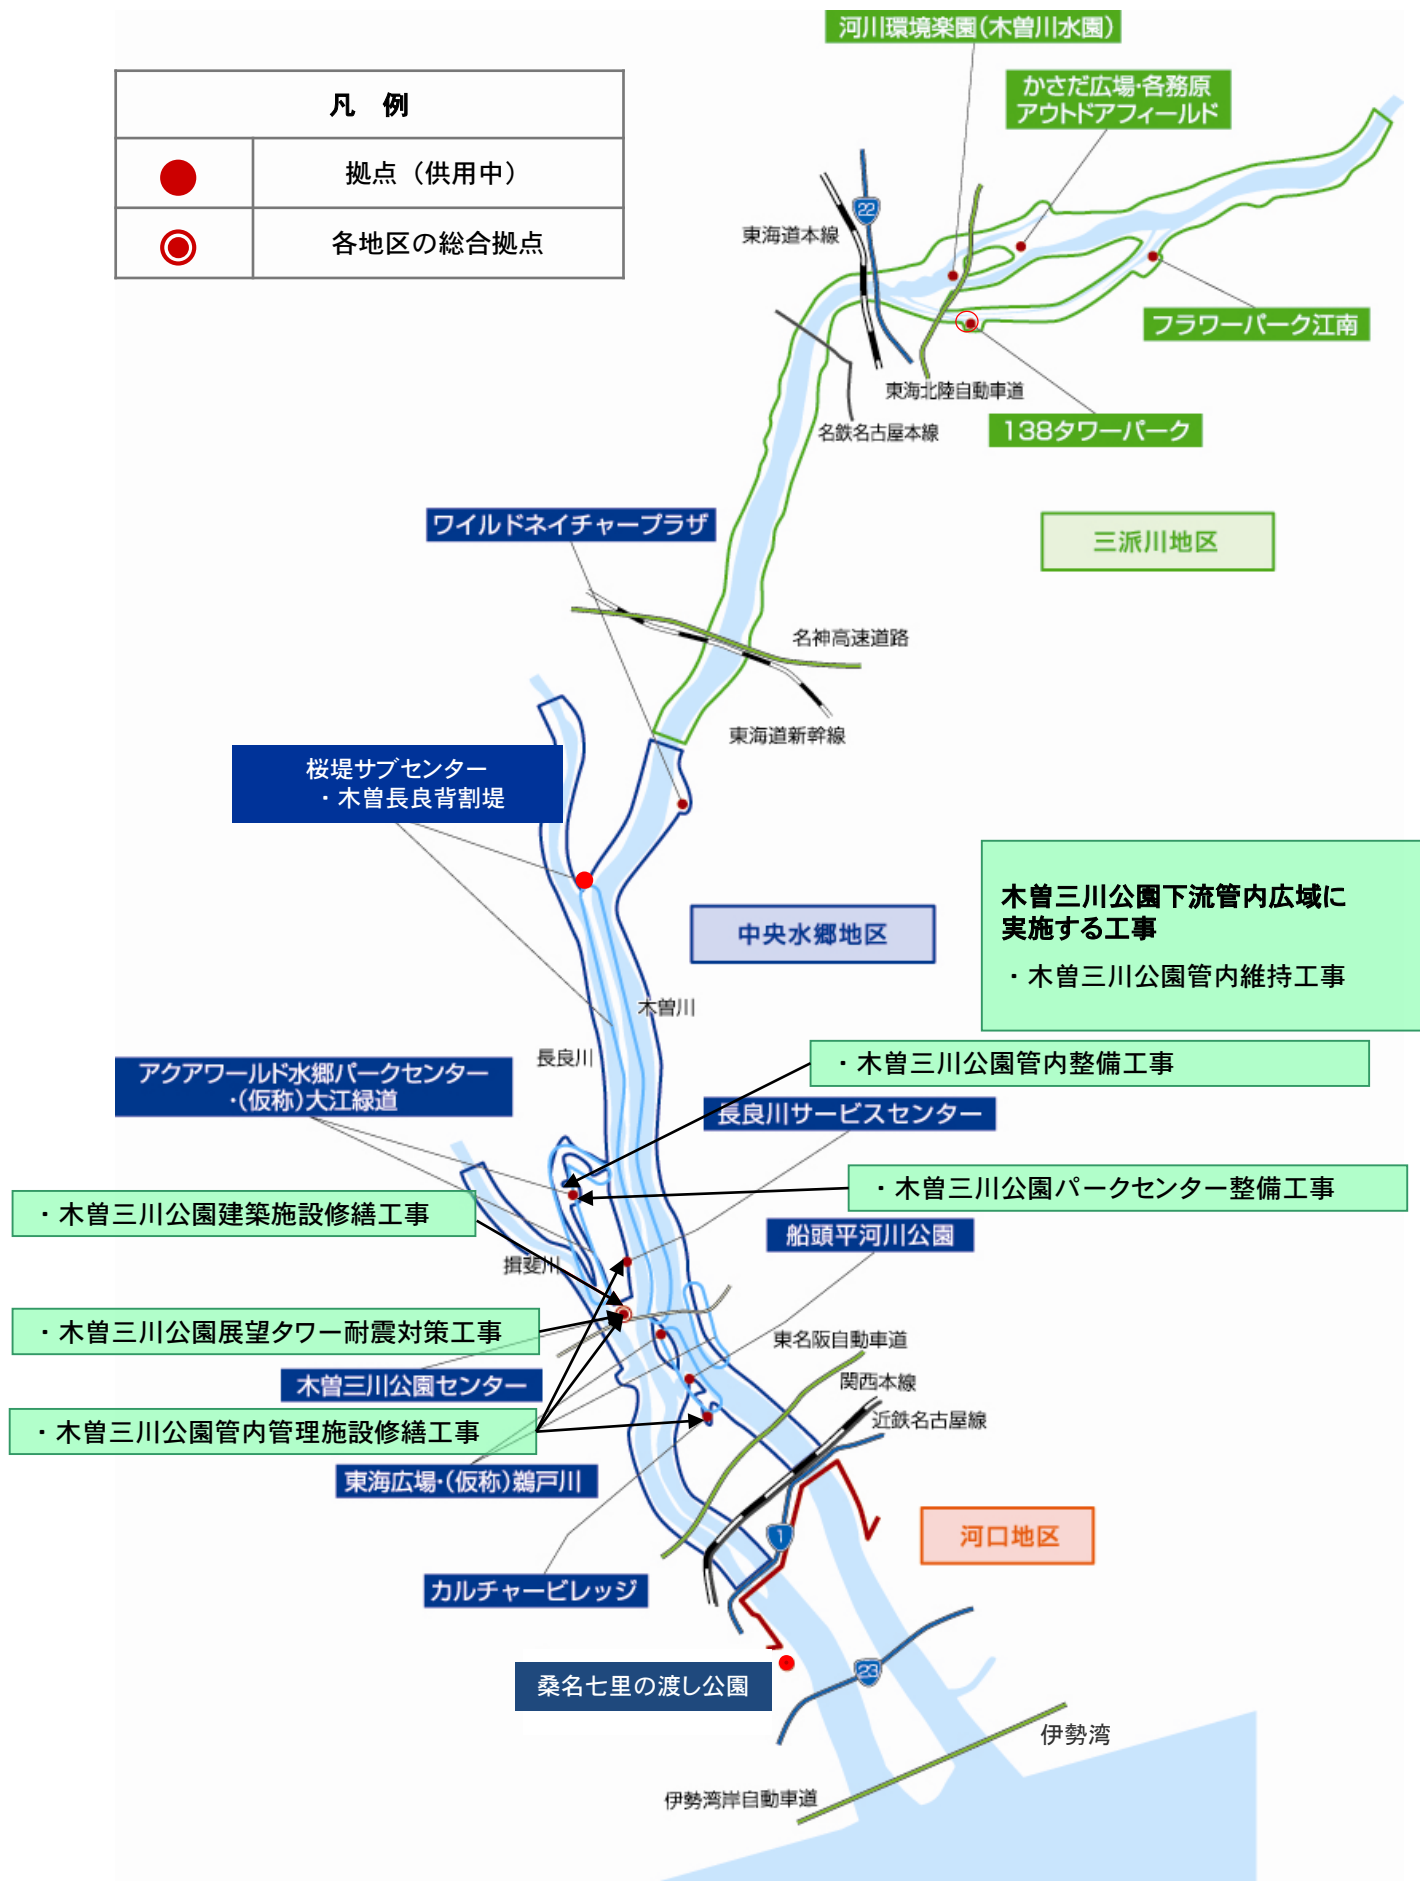 河川環境楽園(木曽川水園)
かさだ広場・各務原
アウトドアフィールド
凡 例
拠点（供用中）
各地区の総合拠点
22
東海道本線
フラワーパーク江南
東海北陸自動車道
138タワーパーク
名鉄名古屋本線
ワイルドネイチャープラザ
三派川地区
名神高速道路
東海道新幹線
桜堤サブセンター
・木曽長良背割堤
木曽三川公園下流管内広域に
実施する工事
・木曽三川公園管内維持工事
中央水郷地区
木曽川
長良川
・木曽三川公園管内整備工事
アクアワールド水郷パークセンター
・(仮称)大江緑道
長良川サービスセンター
・木曽三川公園パークセンター整備工事
・木曽三川公園建築施設修繕工事
船頭平河川公園
揖斐川
・木曽三川公園展望タワー耐震対策工事
東名阪自動車道
木曽三川公園センター
関西本線
近鉄名古屋線
・木曽三川公園管内管理施設修繕工事
東海広場・(仮称)鵜戸川
河口地区
1
カルチャービレッジ
桑名七里の渡し公園
23
伊勢湾
伊勢湾岸自動車道